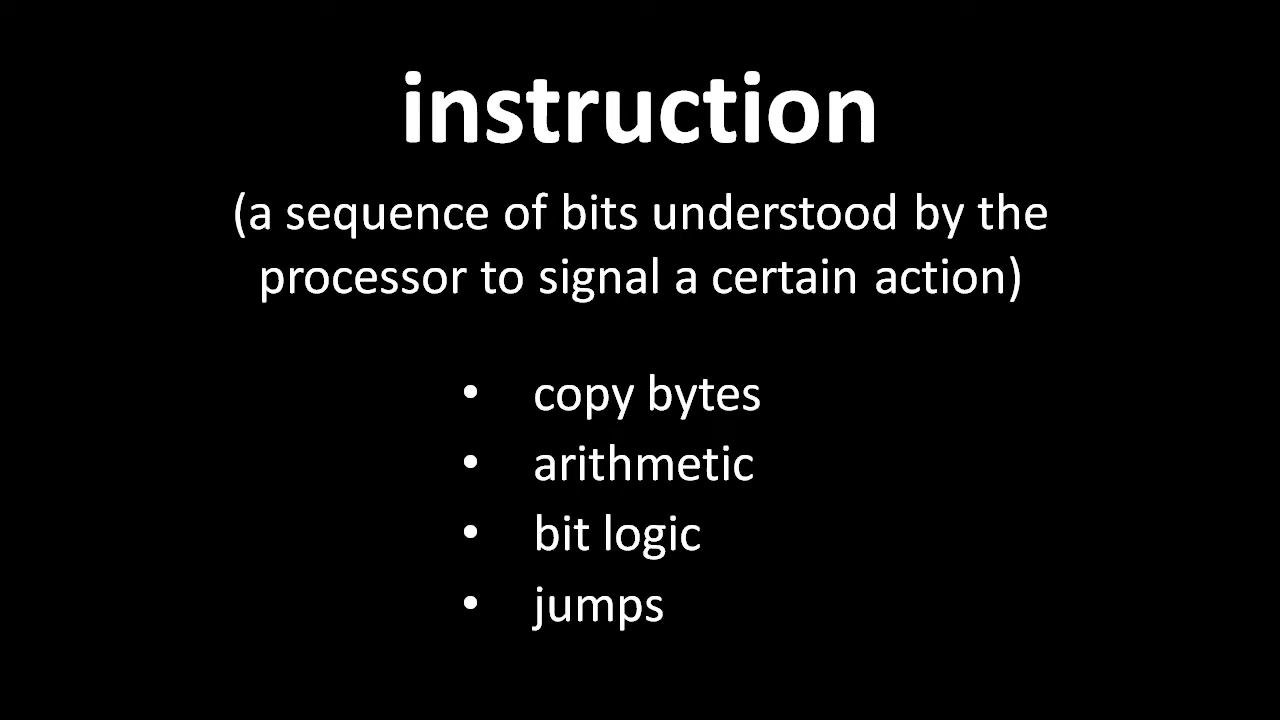 instruction
(a sequence of bits understood by the
processor to signal a certain action)
• copy bytes
• arithmetic
• bit logic
• jumps